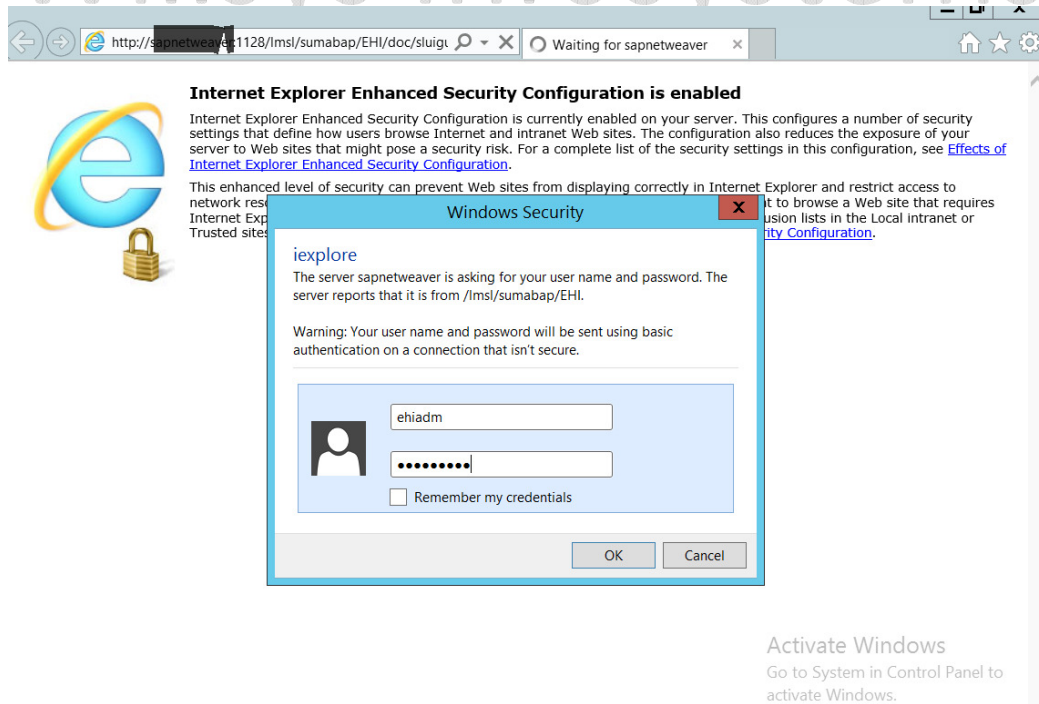 http://sapnetweaver:1128/lmsl/sumabap/EHI/doc/sluigu
Waiting for sapnetweaver
Internet Explorer Enhanced Security Configuration is enabled
Internet Explorer Enhanced Security Configuration is currently enabled on your server. This configures a number of security
settings that define how users browse Internet and intranet Web sites. The configuration also reduces the exposure of your
server to Web sites that might pose a security risk. For a complete list of the security settings in this configuration, see Effects of
Internet Explorer Enhanced Security Configuration.
This enhanced level of security can prevent Web sites from displaying correctly in Internet Explorer and restrict access to
network res t to browse a Web site that requires
Internet Exp usion lists in the Local intranet or
Trusted sites rity Configuration.
Windows Security
iexplore
The server sapnetweaver is asking for your user name and password. The
server reports that it is from /lmsl/sumabap/EHI.
Warning: Your user name and password will be sent using basic
authentication on a connection that isn't secure.
ehiadm
•••••••••
Remember my credentials
OK Cancel
Activate Windows
Go to System in Control Panel to
activate Windows.